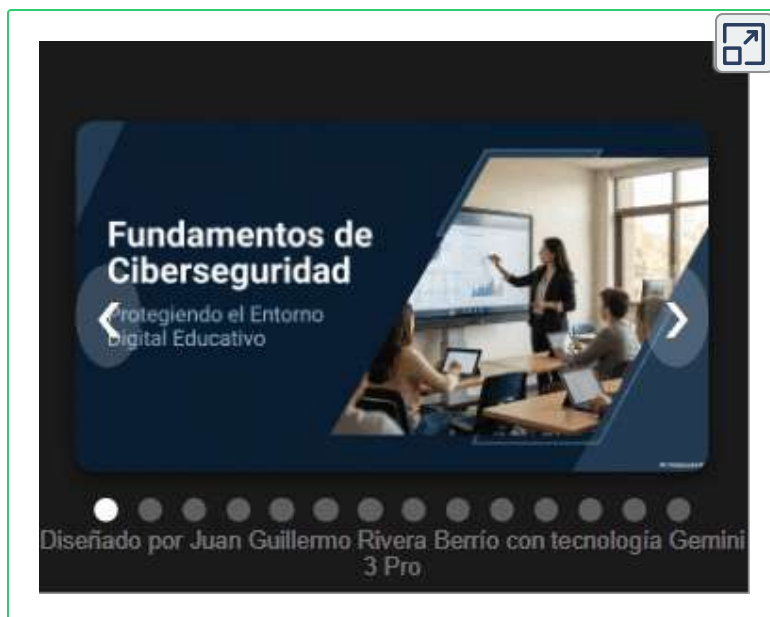 Fundamentos de
Ciberseguridad
Protegiendo el Entorno
Digital Educativo
Diseñado por Juan Guillermo Rivera Berrío con tecnología Gemini
3 Pro